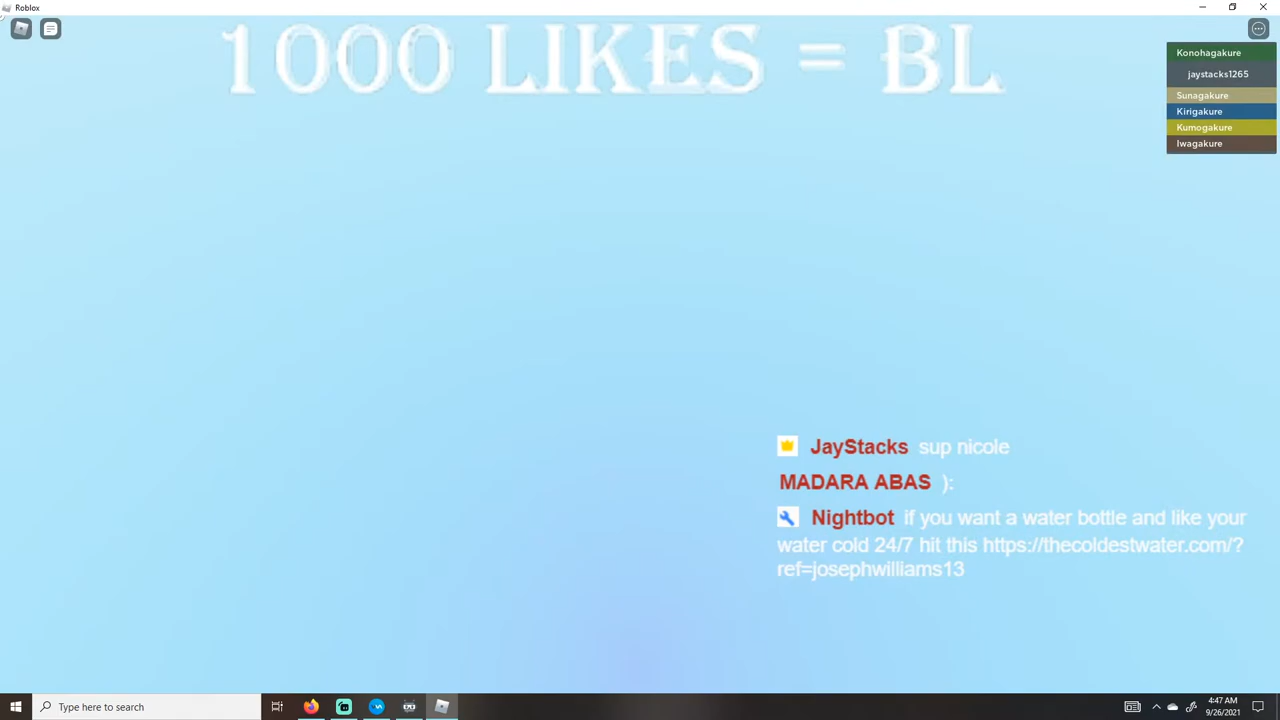 Roblox
1000 LIKES = BL
Konohagakure
jaystacks1265
Sunagakure
Kirigakure
Kumogakure
Iwagakure
JayStacks sup nicole
MADARA ABAS ):
Nightbot if you want a water bottle and like your
water cold 24/7 hit this https://thecoldestwater.com/?
ref=josephwilliams13
Type here to search
4:47 AM
9/26/2021